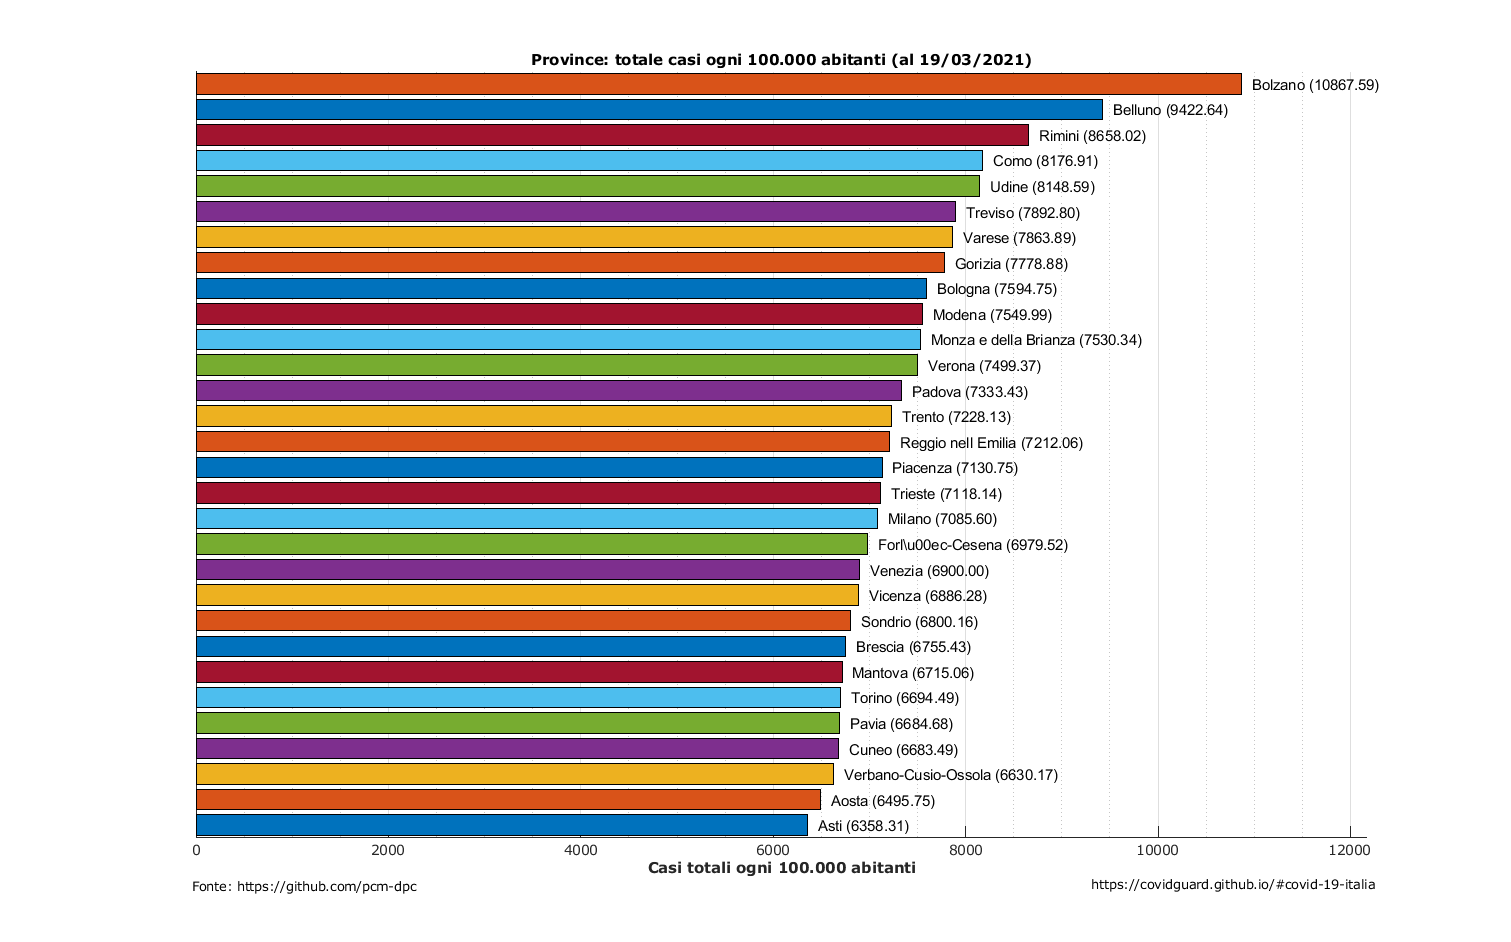 Province: totale casi ogni 100.000 abitanti (al 19/03/2021)
Bolzano (10867.59)
Belluno (9422.64)
Rimini (8658.02)
Como (8176.91)
Udine (8148.59)
Treviso (7892.80)
Varese (7863.89)
Gorizia (7778.88)
Bologna (7594.75)
Modena (7549.99)
Monza e della Brianza (7530.34)
Verona (7499.37)
Padova (7333.43)
Trento (7228.13)
Reggio nell Emilia (7212.06)
Piacenza (7130.75)
Trieste (7118.14)
Milano (7085.60)
Forl\u00ec-Cesena (6979.52)
Venezia (6900.00)
Vicenza (6886.28)
Sondrio (6800.16)
Brescia (6755.43)
Mantova (6715.06)
Torino (6694.49)
Pavia (6684.68)
Cuneo (6683.49)
Verbano-Cusio-Ossola (6630.17)
Aosta (6495.75)
Asti (6358.31)
0 2000 4000 6000 8000 10000 12000
Casi totali ogni 100.000 abitanti
Fonte: https://github.com/pcm-dpc
https://covidguard.github.io/#covid-19-italia